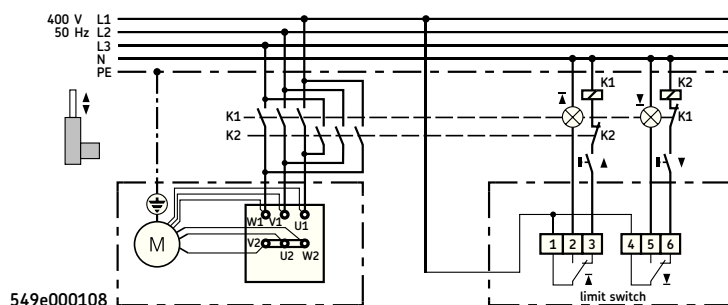 400 V L1
50 Hz L2
L3
N
PE
K1 K2
K1 K1
K2 K2
W1 V1 U1
M
V2 U2 W2
1 2 3 4 5 6
549e000108
limit switch